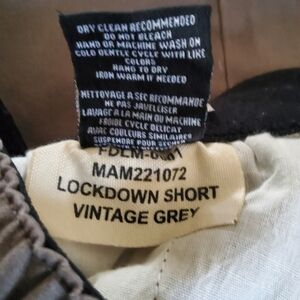 DRY CLEAN RECOMMENDED
DO NOT BLEACH
HAND OR MACHINE WASH ON
COLD GENTLE CYCLE WITH LIKE
COLORS
HANG TO DRY
IRON WARM IF NEEDED
NETTOYAGE A SEC RECOMMANDE
NE PAS JAVELLISER
LAVAGE A LA MAIN OU MACHINE
FROIDE CYCLE DELICAT
AVEC COULEURS SIMILAIRES
SUSPENDRE POUR SECHER
MAM221072
LOCKDOWN SHORT
VINTAGE GREY